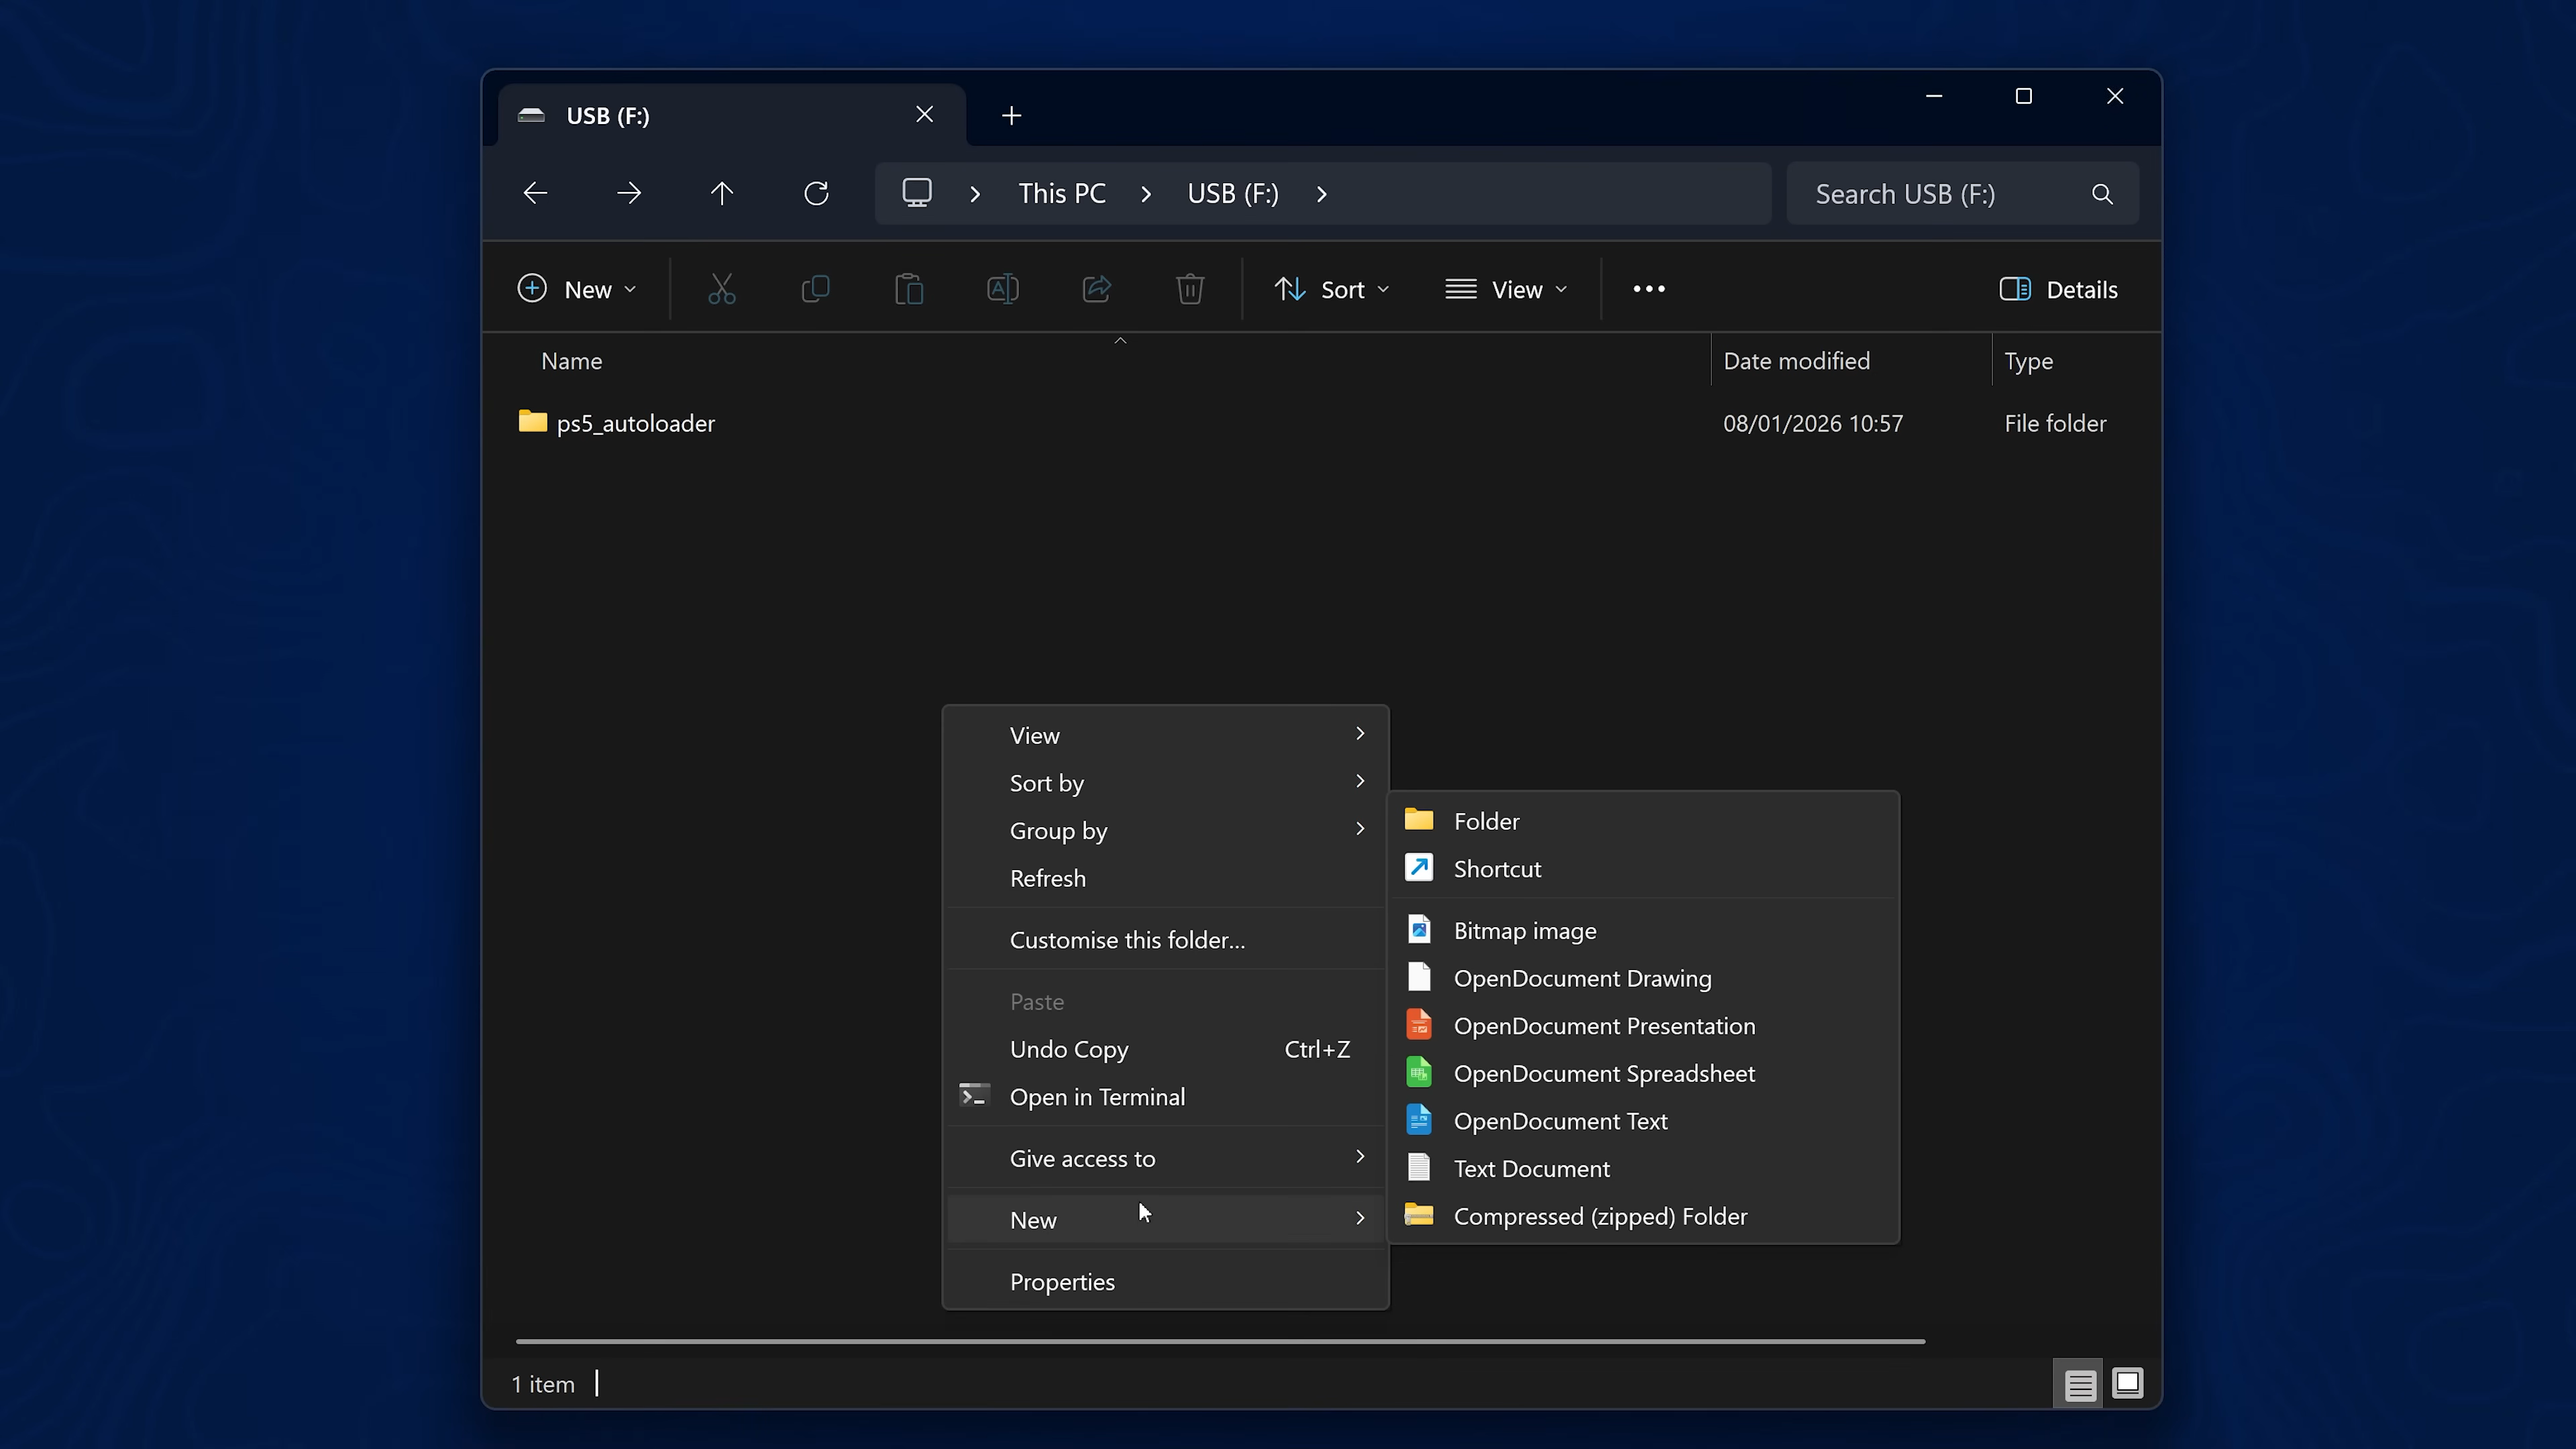 USB (F:)
This PC
USB (F:)
Search USB (F:)
New
Sort
View
Details
Name
Date modified
Type
ps5_autoloader
08/01/2026 10:57
File folder
View
Sort by
Group by
Refresh
Customise this folder...
Paste
Undo Copy
Ctrl+Z
Open in Terminal
Give access to
New
Properties
Folder
Shortcut
Bitmap image
OpenDocument Drawing
OpenDocument Presentation
OpenDocument Spreadsheet
OpenDocument Text
Text Document
Compressed (zipped) Folder
1 item